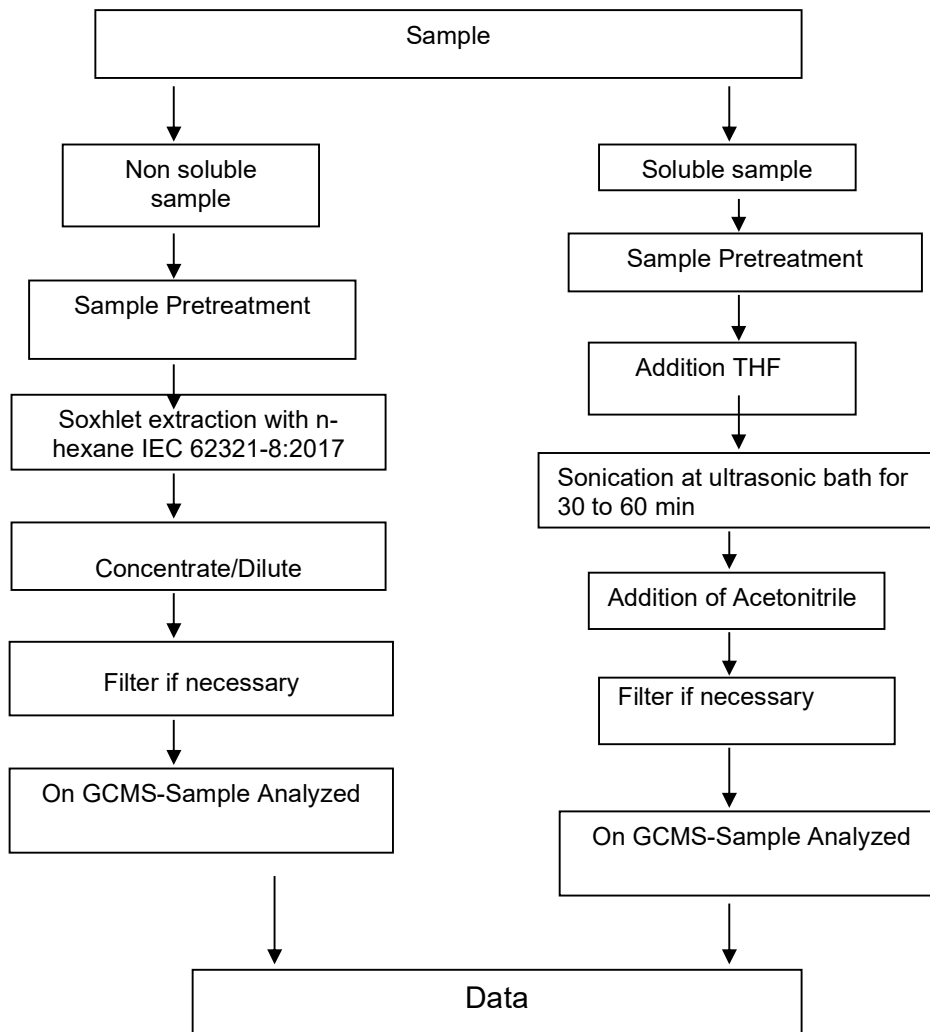 Sample
Non soluble
sample
Sample Pretreatment
Soxhlet extraction with n-
hexane IEC 62321-8:2017
Concentrate/Dilute
Filter if necessary
On GCMS-Sample Analyzed
Soluble sample
Sample Pretreatment
Addition THF
Sonication at ultrasonic bath for
30 to 60 min
Addition of Acetonitrile
Filter if necessary
On GCMS-Sample Analyzed
Data